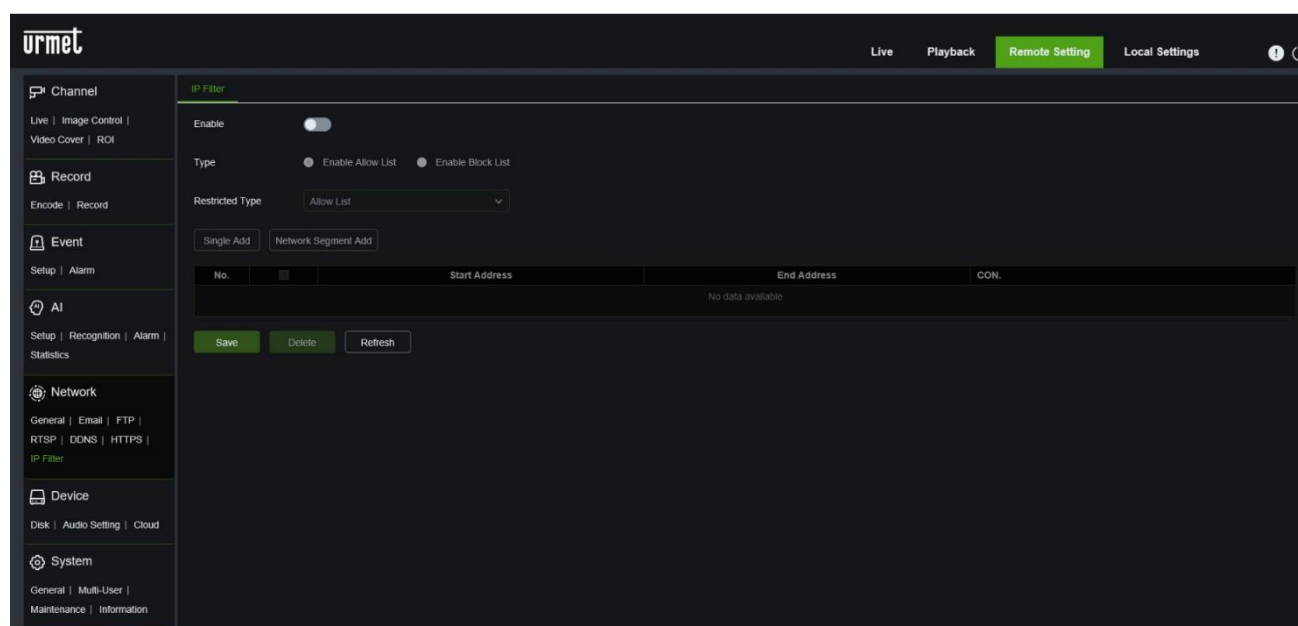 urmet
Live Playback Remote Setting Local Settings
Channel
Live | Image Control |
Video Cover | ROI
Record
Encode | Record
Event
Setup | Alarm
AI
Setup | Recognition | Alarm |
Statistics
Network
General | Email | FTP |
RTSP | DDNS | HTTPS |
IP Filter
Device
Disk | Audio Setting | Cloud
System
General | Multi-User |
Maintenance | Information
IP Filter
Enable
Type Enable Allow List Enable Block List
Restricted Type Allow List
Single Add Network Segment Add
No. Start Address End Address CON.
No data available
Save Delete Refresh